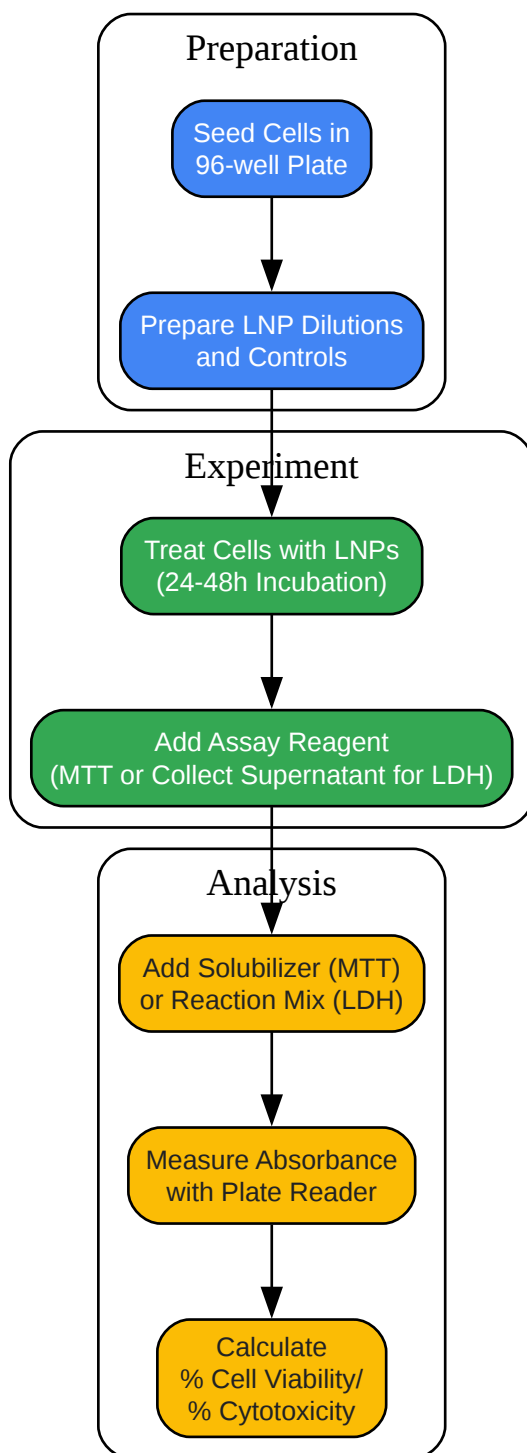 Preparation
Seed Cells in
96-well Plate
Prepare LNP Dilutions
and Controls
Experiment
Treat Cells with LNPs
(24-48h Incubation)
Add Assay Reagent
(MTT or Collect Supernatant for LDH)
Analysis
Add Solubilizer (MTT)
or Reaction Mix (LDH)
Measure Absorbance
with Plate Reader
Calculate
% Cell Viability/
% Cytotoxicity